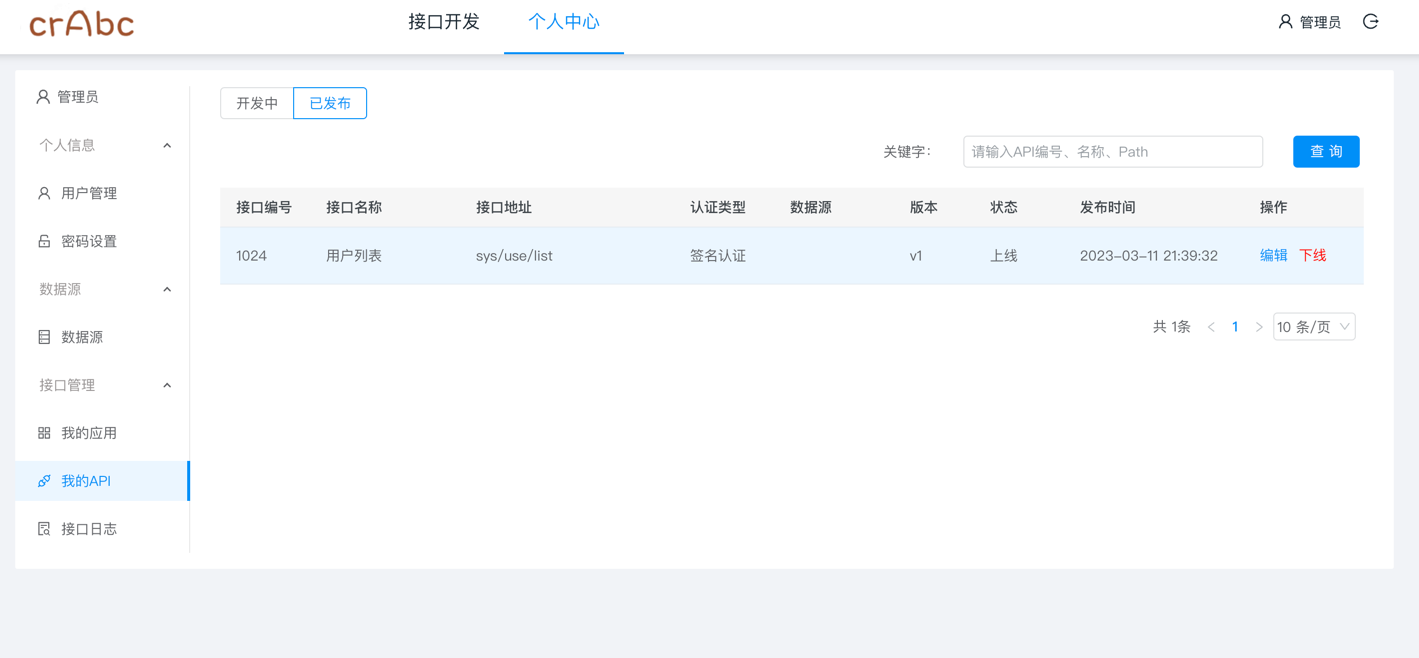 crAbc 接口开发 个人中心 管理员
管理员
个人信息
用户管理
密码设置
数据源
数据源
接口管理
我的应用
我的API
接口日志
开发中 已发布
关键字: 请输入API编号、名称、Path 查 询
接口编号 接口名称 接口地址 认证类型 数据源 版本 状态 发布时间 操作
1024 用户列表 sys/use/list 签名认证 v1 上线 2023-03-11 21:39:32 编辑 下线
共 1条 < 1 > 10 条/页